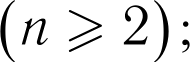 (n ⩾ 2);